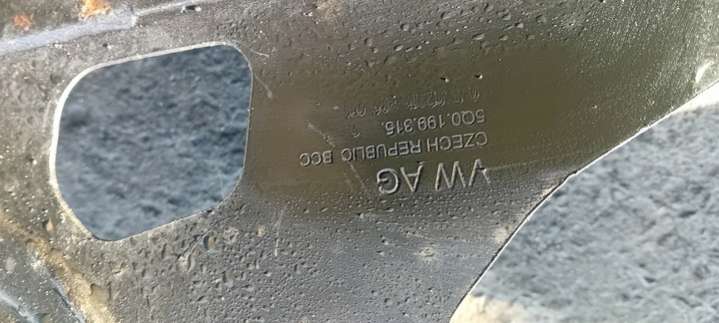 VW AG
CZECH REPUBLIC BCC
5Q0.199.315.